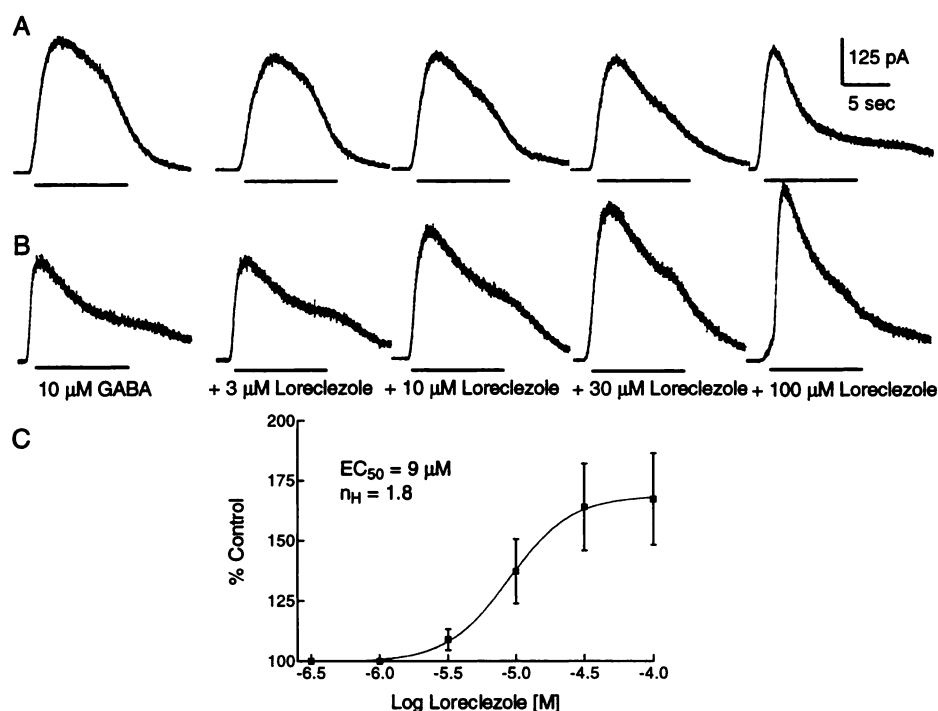 A
125 pA
5 sec
B
10 µM GABA
+ 3 µM Loreclezole
+ 10 µM Loreclezole
+ 30 µM Loreclezole
+ 100 µM Loreclezole
C
200
175
150
125
100
% Control
EC50 = 9 µM
nH = 1.8
-6.5
-6.0
-5.5
-5.0
-4.5
-4.0
Log Loreclezole [M]